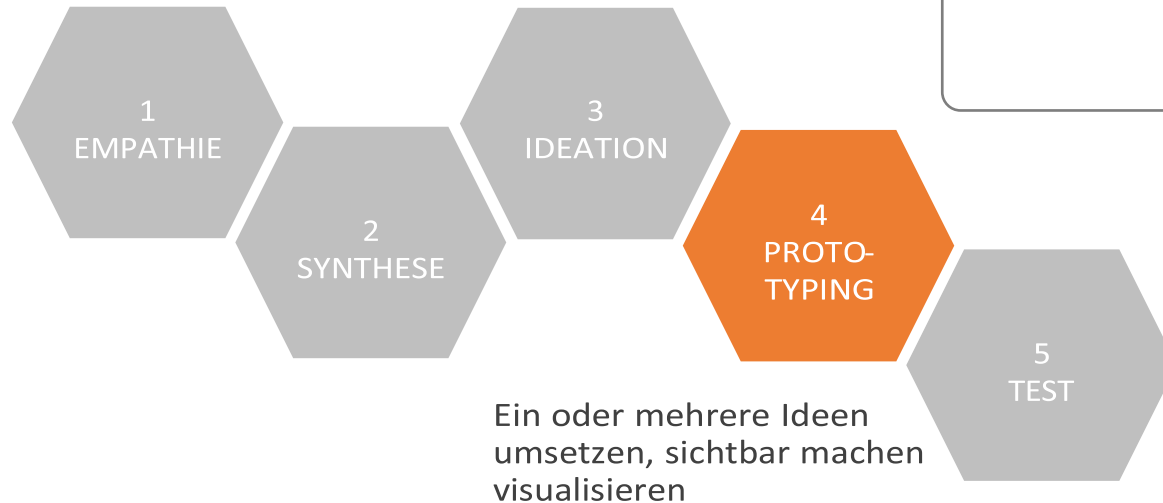 1
EMPATHIE
2
SYNTHESE
3
IDEATION
4
PROTO-
TYPING
5
TEST
Ein oder mehrere Ideen
umsetzen, sichtbar machen
visualisieren